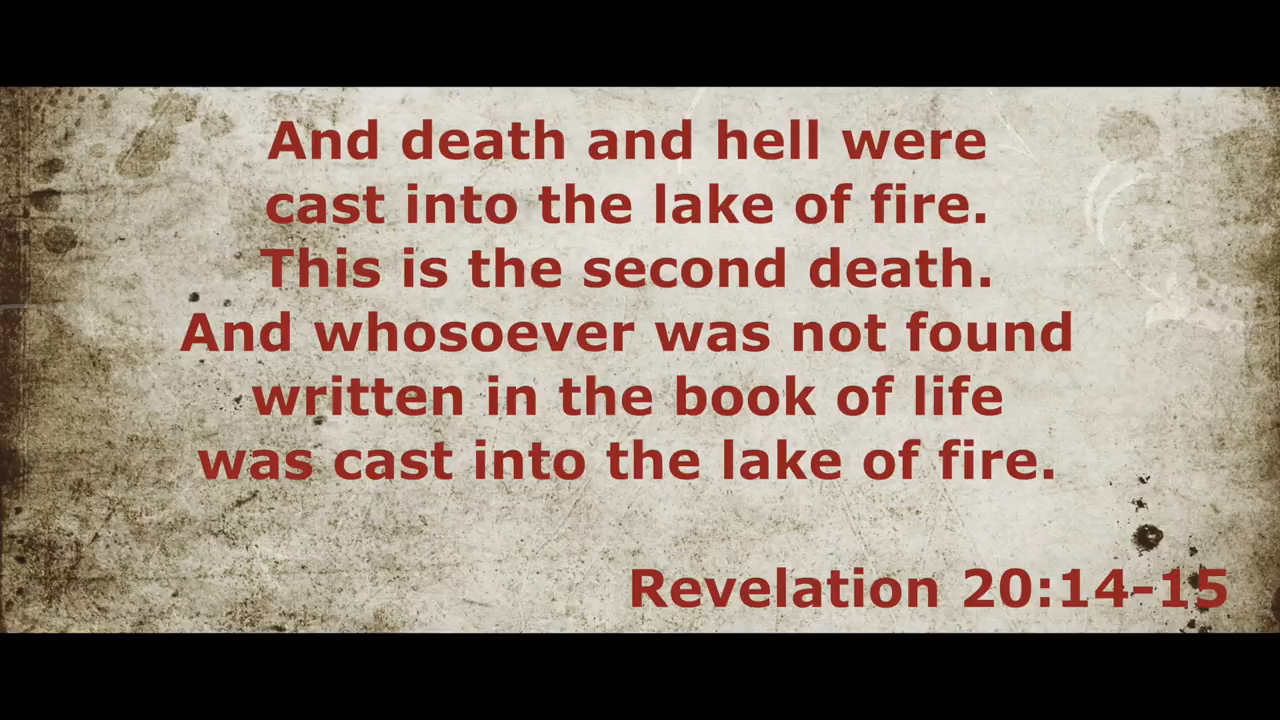 And death and hell were
cast into the lake of fire.
This is the second death.
And whosoever was not found
written in the book of life
was cast into the lake of fire.
Revelation 20:14-15